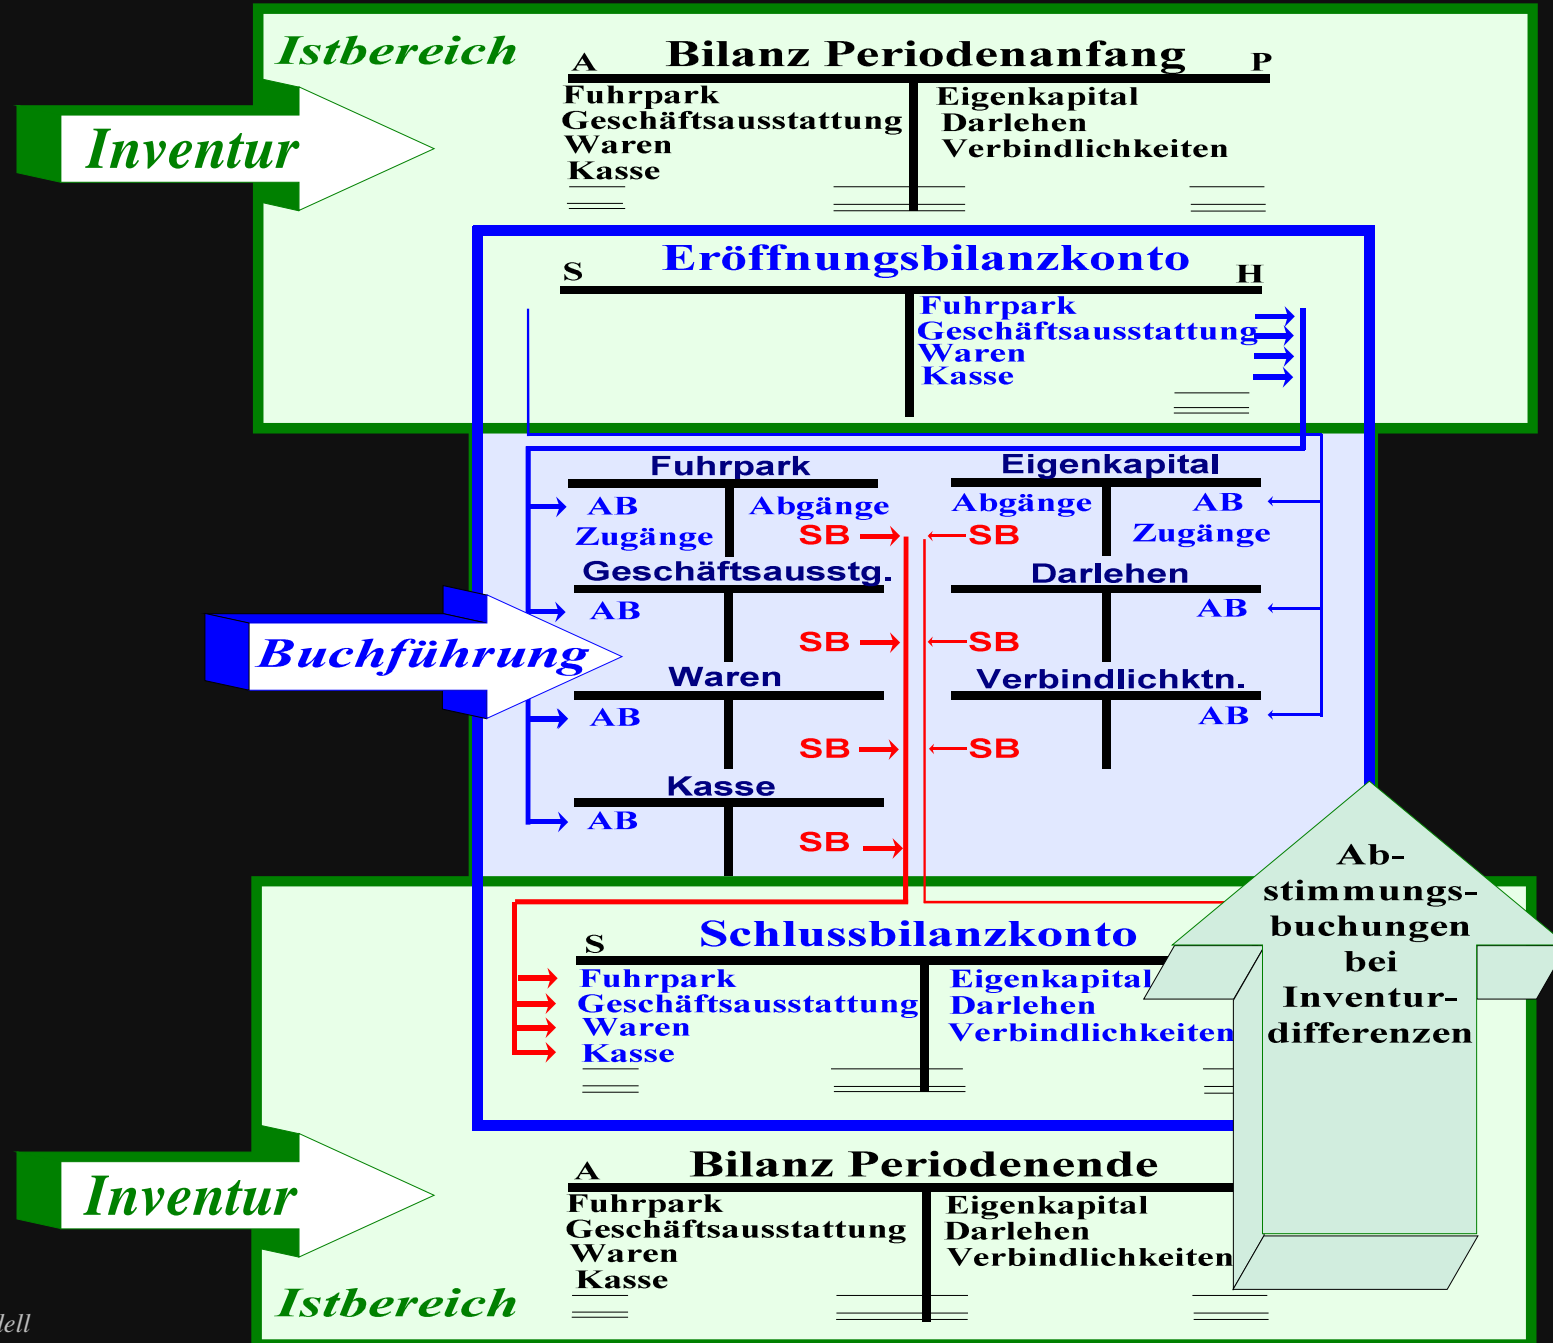 Istbereich
A Bilanz Periodenanfang P
Fuhrpark Eigenkapital
Geschäftsausstattung Darlehen
Waren Verbindlichkeiten
Kasse
Inventur
S Eröffnungsbilanzkonto H
Fuhrpark
Geschäftsausstattung
Waren
Kasse
Fuhrpark Eigenkapital
AB Abgänge Abgänge AB
Zugänge SB SB Zugänge
Geschäftsausstg. Darlehen
AB AB
SB SB
Buchführung
Waren Verbindlichktn.
AB AB
SB SB
Kasse
AB
SB
Ab-
stimmungs-
buchungen
bei
Inventur-
differenzen
S Schlussbilanzkonto
Fuhrpark Eigenkapital
Geschäftsausstattung Darlehen
Waren Verbindlichkeiten
Kasse
A Bilanz Periodenende
Fuhrpark Eigenkapital
Geschäftsausstattung Darlehen
Waren Verbindlichkeiten
Kasse
Inventur
Istbereich